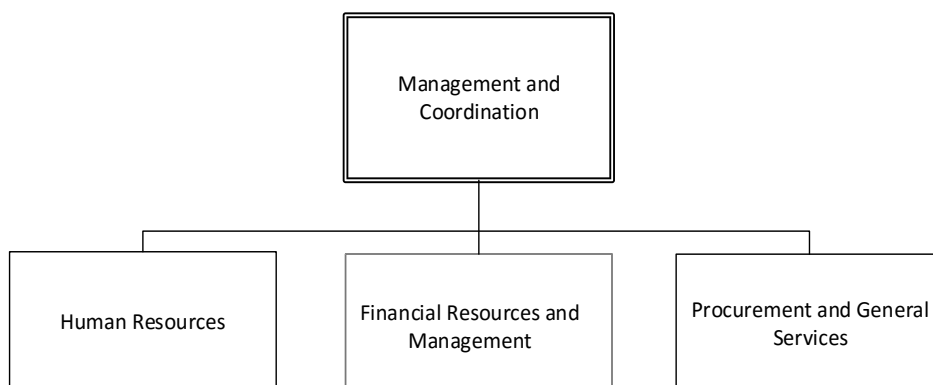 Management and
Coordination
Human Resources
Financial Resources and
Management
Procurement and General
Services